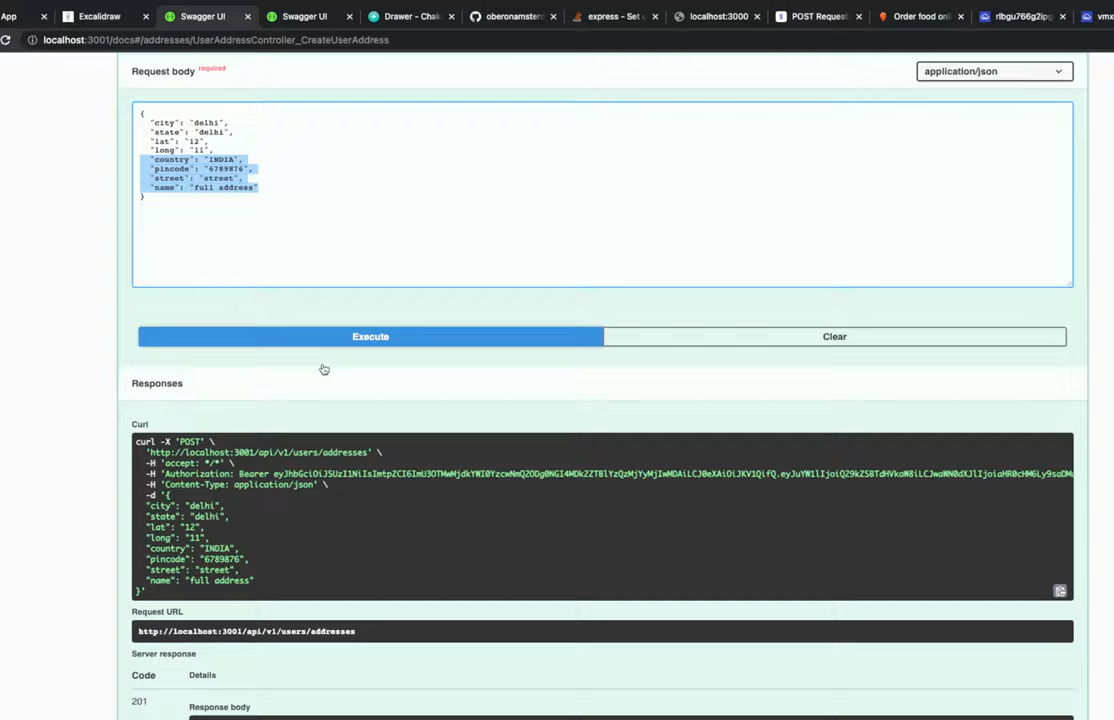 App
Excalidraw
Swagger UI
Swagger UI
Drawer - Chak
oberonamsterd
express - Set u
localhost:3000
POST Request.
Order food onli
rlbgu766g2ipg
vmx
localhost:3001/docs#/addresses/UserAddressController_CreateUserAddress
Request body required
application/json
{
"city": "delhi",
"state": "delhi",
"lat": "12",
"long": "11",
"country": "INDIA",
"pincode": "6789876",
"street": "street",
"name": "full address"
}
Execute
Clear
Responses
Curl
curl -X 'POST' \
'http://localhost:3001/api/v1/users/addresses' \
-H 'accept: */*' \
-H 'Authorization: Bearer
-H 'Content-Type: application/json' \
-d '{
"city": "delhi",
"state": "delhi",
"lat": "12",
"long": "11",
"country": "INDIA",
"pincode": "6789876",
"street": "street",
"name": "full address"
}'
Request URL
http://localhost:3001/api/v1/users/addresses
Server response
Code
Details
201
Response body